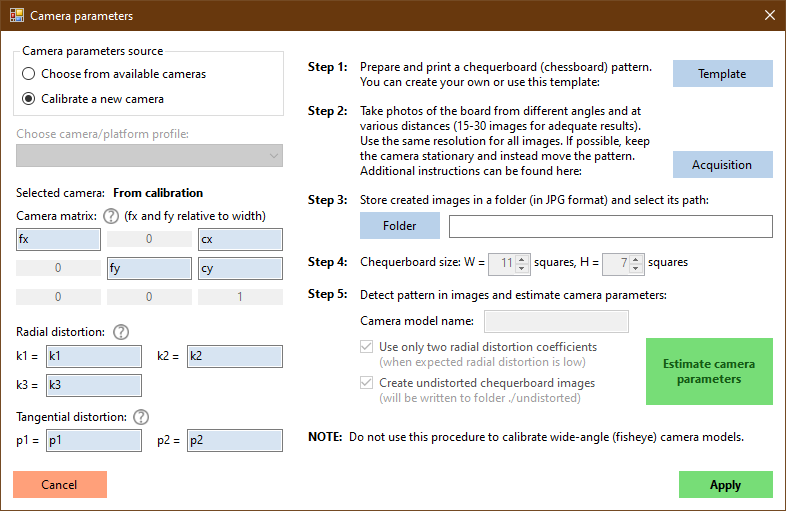 Camera parameters
Camera parameters source
Choose from available cameras
Calibrate a new camera
Choose camera/platform profile:
Selected camera: From calibration
Camera matrix: ? (fx and fy relative to width)
fx 0 cx
0 fy cy
0 0 1
Radial distortion: ?
k1 = k1 k2 = k2
k3 = k3
Tangential distortion: ?
p1 = p1 p2 = p2
Cancel
Step 1: Prepare and print a chequerboard (chessboard) pattern.
You can create your own or use this template:
Template
Step 2: Take photos of the board from different angles and at
various distances (15-30 images for adequate results).
Use the same resolution for all images. If possible, keep
the camera stationary and instead move the pattern.
Additional instructions can be found here:
Acquisition
Step 3: Store created images in a folder (in JPG format) and select its path:
Folder
Step 4: Chequerboard size: W = 11 squares, H = 7 squares
Step 5: Detect pattern in images and estimate camera parameters:
Camera model name:
Use only two radial distortion coefficients
(when expected radial distortion is low)
Create undistorted chequerboard images
(will be written to folder ./undistorted)
Estimate camera
parameters
NOTE: Do not use this procedure to calibrate wide-angle (fisheye) camera models.
Apply